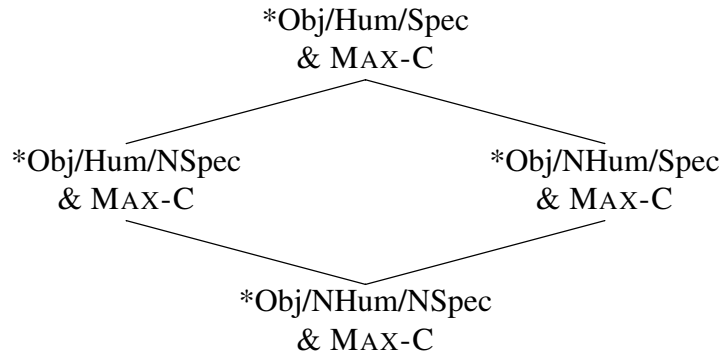 *Obj/Hum/Spec
& MAX-C
*Obj/Hum/NSpec
& MAX-C
*Obj/NHum/Spec
& MAX-C
*Obj/NHum/NSpec
& MAX-C